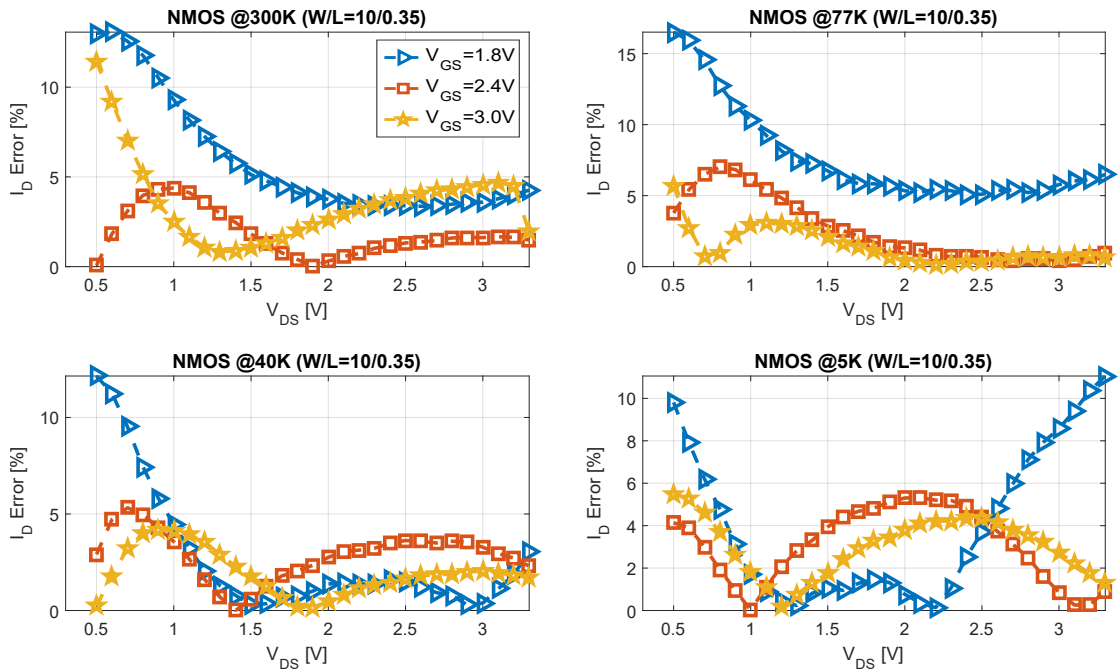 NMOS @300K (W/L=10/0.35)
I_D Error [%]
10
5
0
V_GS=1.8V
V_GS=2.4V
V_GS=3.0V
0.5 1 1.5 2 2.5 3
V_DS [V]
NMOS @77K (W/L=10/0.35)
I_D Error [%]
15
10
5
0
0.5 1 1.5 2 2.5 3
V_DS [V]
NMOS @40K (W/L=10/0.35)
I_D Error [%]
10
5
0
0.5 1 1.5 2 2.5 3
V_DS [V]
NMOS @5K (W/L=10/0.35)
I_D Error [%]
10
8
6
4
2
0
0.5 1 1.5 2 2.5 3
V_DS [V]